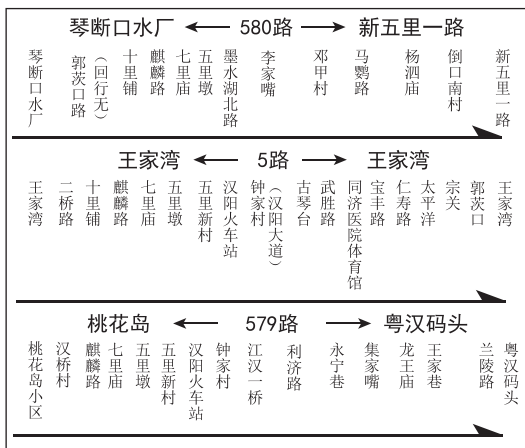 琴断口水厂 580路 新五里一路
琴断口水厂
郭茨口路
（回行无）
十里铺
麒麟路
七里庙
五里墩
墨水湖北路
李家嘴
邓甲村
马鹦路
杨泗庙
倒口南村
新五里一路
王家湾 5路 王家湾
王家湾
二桥路
十里铺
麒麟路
七里庙
五里墩
五里新村
汉阳火车站
钟家村
（汉阳大道）
古琴台
武胜路
同济医院体育馆
宝丰路
仁寿路
太平洋
宗关
郭茨口
王家湾
桃花岛 579路 粤汉码头
桃花岛小区
汉桥村
麒麟路
七里庙
五里墩
五里新村
汉阳火车站
钟家村
江汉一桥
利济路
永宁巷
集家嘴
龙王庙
王家巷
兰陵路
粤汉码头